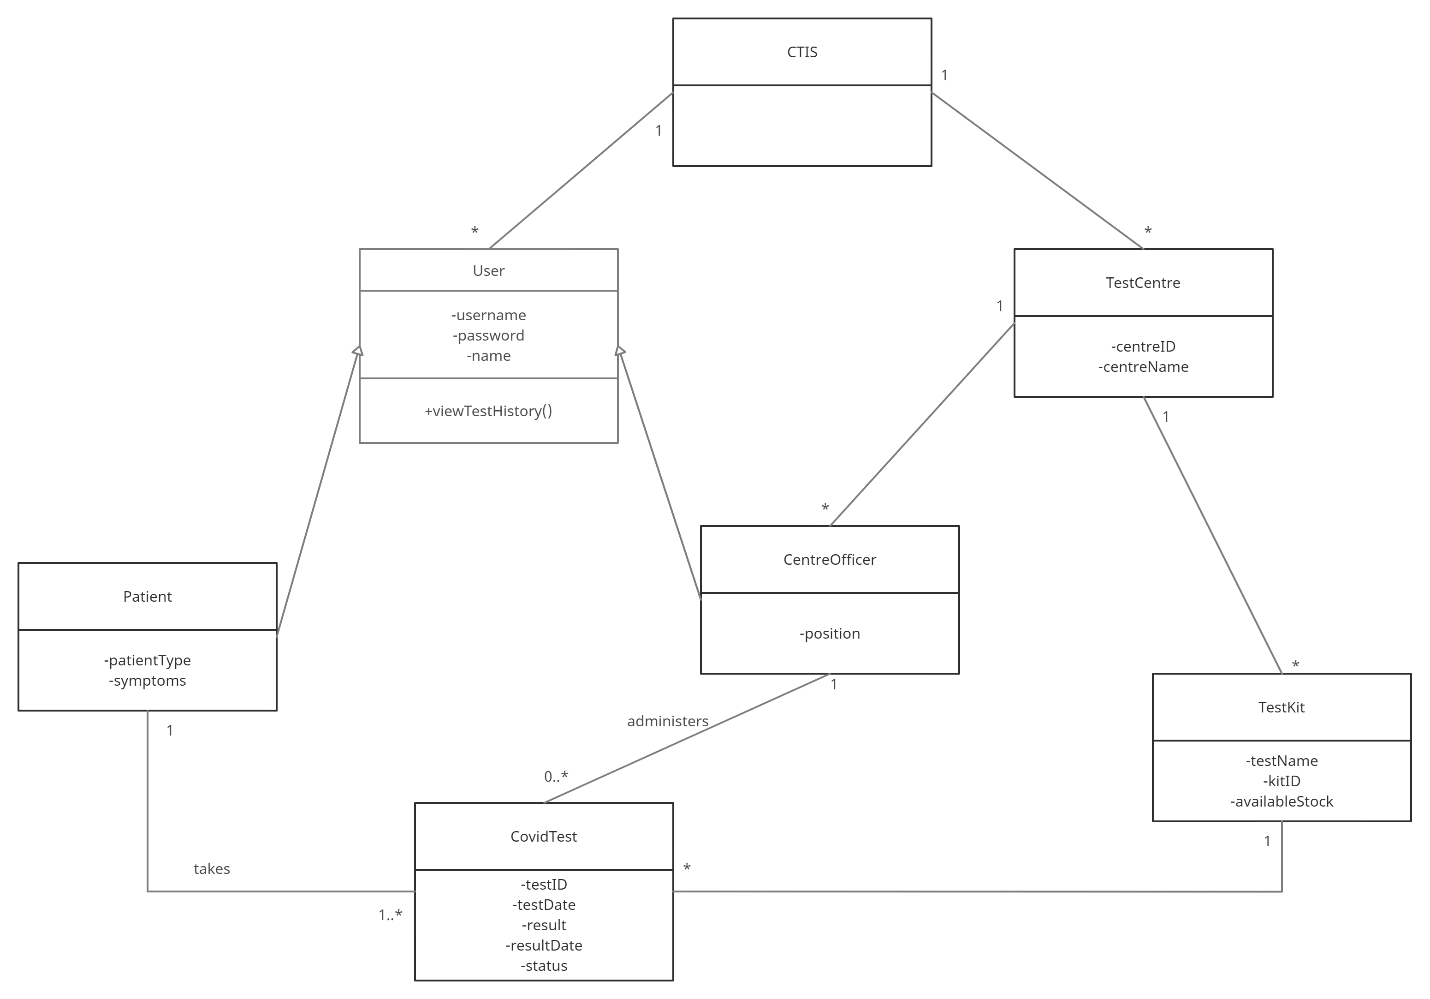 CTIS
1
1
*
*
User
-username
-password
-name
+viewTestHistory()
TestCentre
-centreID
-centreName
1
1
*
CentreOfficer
-position
1
Patient
-patientType
-symptoms
1
*
TestKit
-testName
-kitID
-availableStock
1
administers
0..*
takes
1..*
CovidTest
-testID
-testDate
-result
-resultDate
-status
*